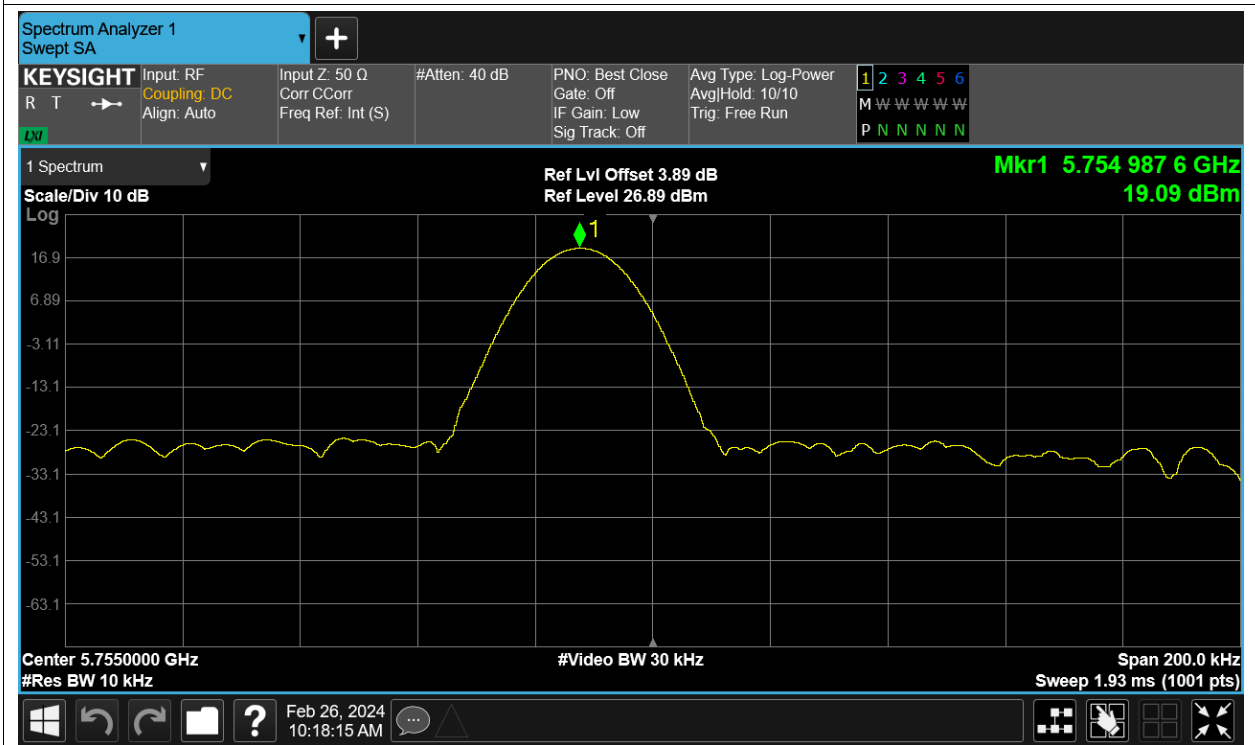 Spectrum Analyzer 1
Swept SA
+
KEYSIGHT
R T
LXI
Input: RF
Coupling: DC
Align: Auto
Input Z: 50 Ω
Corr CCorr
Freq Ref: Int (S)
#Atten: 40 dB
PNO: Best Close
Gate: Off
IF Gain: Low
Sig Track: Off
Avg Type: Log-Power
Avg|Hold: 10/10
Trig: Free Run
1 2 3 4 5 6
M W W W W W
P N N N N N
1 Spectrum
Scale/Div 10 dB
Ref Lvl Offset 3.89 dB
Ref Level 26.89 dBm
Mkr1 5.754 987 6 GHz
19.09 dBm
Log
1
16.9
6.89
-3.11
-13.1
-23.1
-33.1
-43.1
-53.1
-63.1
Center 5.7550000 GHz
#Video BW 30 kHz
Span 200.0 kHz
#Res BW 10 kHz
Sweep 1.93 ms (1001 pts)
?
Feb 26, 2024
10:18:15 AM